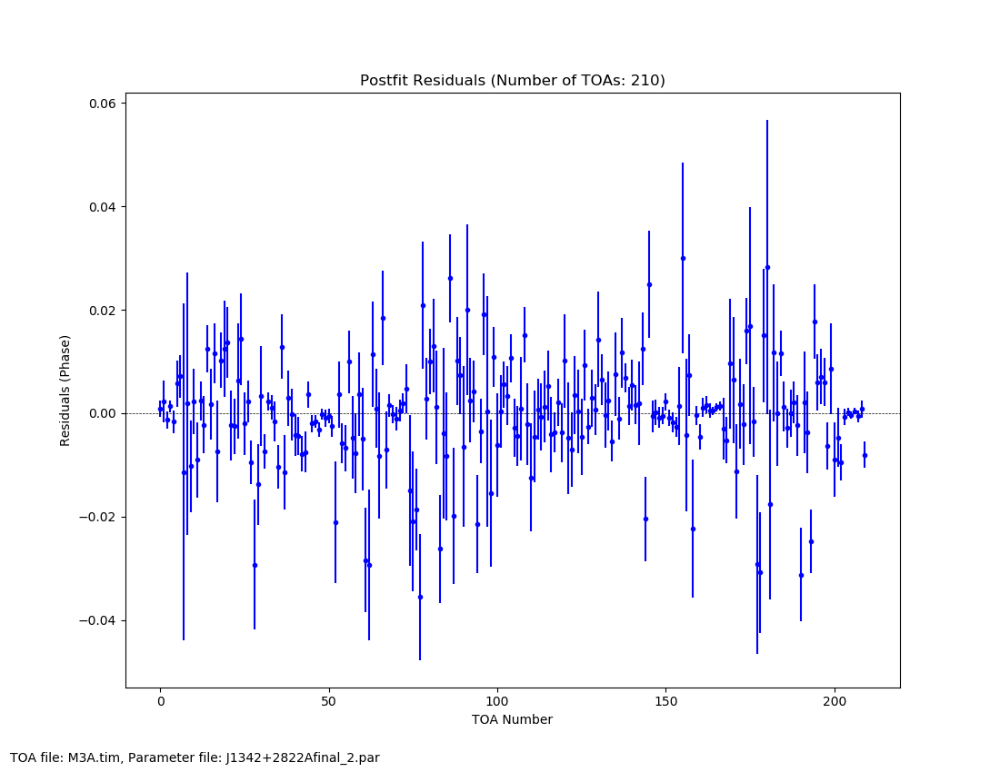 Postfit Residuals (Number of TOAs: 210)
0.06
0.04
0.02
0.00
−0.02
−0.04
Residuals (Phase)
0 50 100 150 200
TOA Number
TOA file: M3A.tim, Parameter file: J1342+2822Afinal_2.par